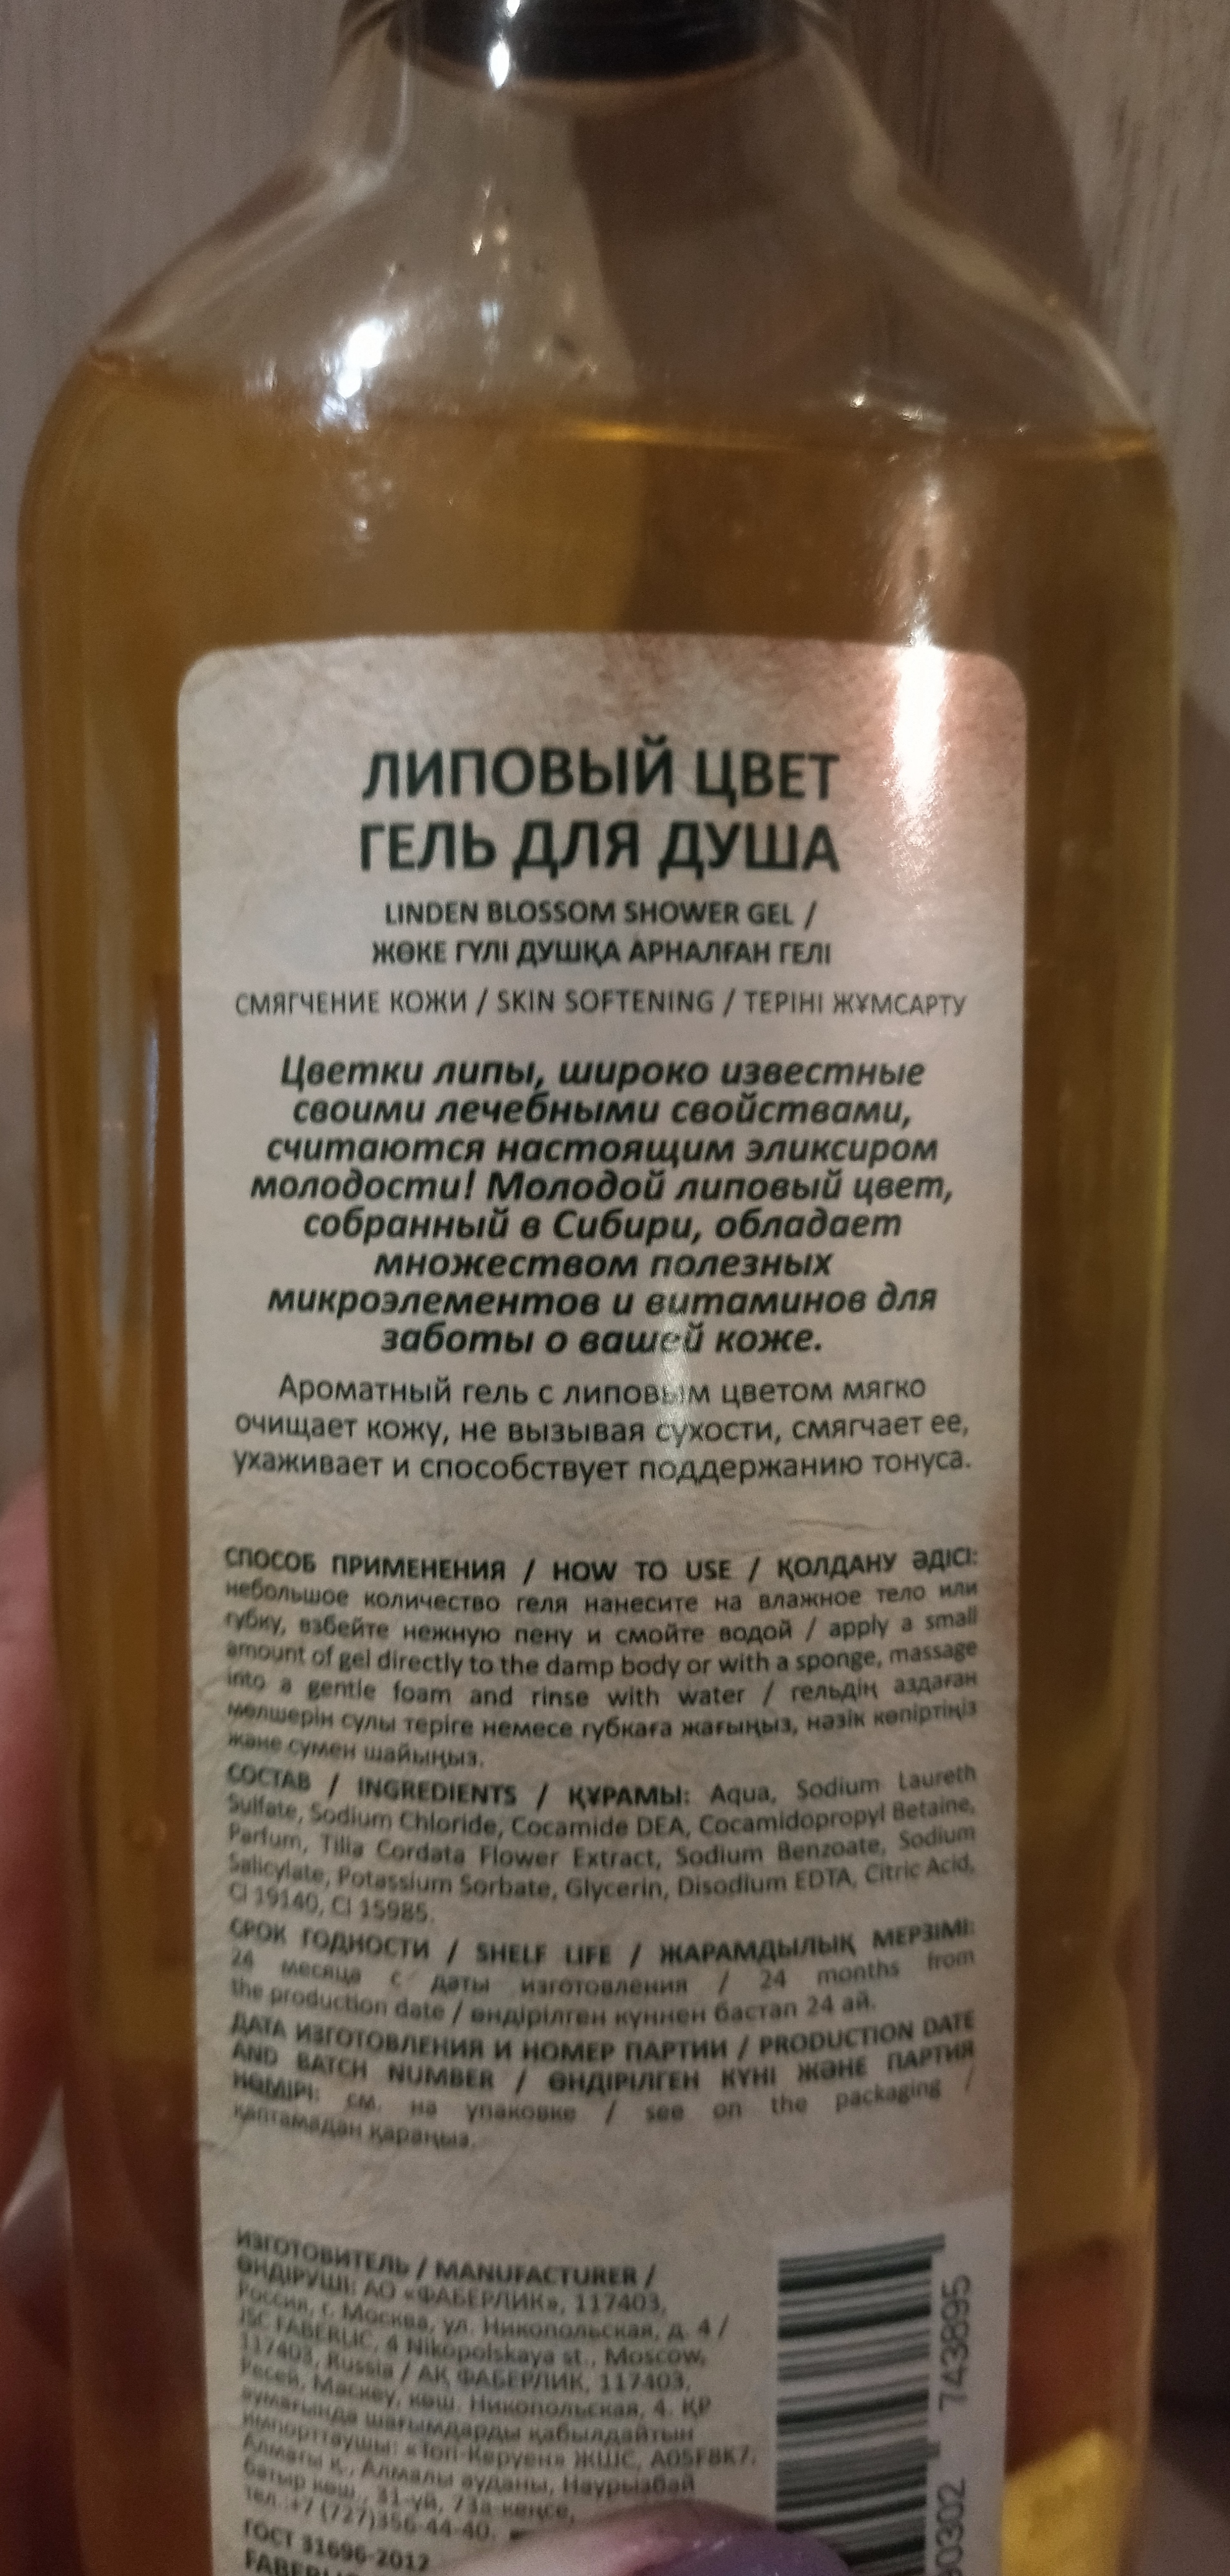 ЛИПОВЫЙ ЦВЕТ
ГЕЛЬ ДЛЯ ДУША
LINDEN BLOSSOM SHOWER GEL /
ЖӨКЕ ГҮЛІ ДУШҚА АРНАЛҒАН ГЕЛІ
СМЯГЧЕНИЕ КОЖИ / SKIN SOFTENING / ТЕРІНІ ЖҰМСАРТУ
Цветки липы, широко известные
своими лечебными свойствами,
считаются настоящим эликсиром
молодости! Молодой липовый цвет,
собранный в Сибири, обладает
множеством полезных
микроэлементов и витаминов для
заботы о вашей коже.
Ароматный гель с липовым цветом мягко
очищает кожу, не вызывая сухости, смягчает ее,
ухаживает и способствует поддержанию тонуса.
СПОСОБ ПРИМЕНЕНИЯ / HOW TO USE / ҚОЛДАНУ ӘДІСІ:
небольшое количество геля нанесите на влажное тело или
губку, взбейте нежную пену и смойте водой / apply a small
amount of gel directly to the damp body or with a sponge, massage
into a gentle foam and rinse with water / гельдің аздаған
мөлшерін сулы теріге немесе губкаға жағыңыз, нәзік көпіртіңіз
және сумен шайыңыз.
СОСТАВ / INGREDIENTS / ҚҰРАМЫ: Aqua, Sodium Laureth
Sulfate, Sodium Chloride, Cocamide DEA, Cocamidopropyl Betaine,
Parfum, Tilia Cordata Flower Extract, Sodium Benzoate, Sodium
Salicylate, Potassium Sorbate, Glycerin, Disodium EDTA, Citric Acid,
CI 19140, CI 15985.
СРОК ГОДНОСТИ / SHELF LIFE / ЖАРАМДЫЛЫҚ МЕРЗІМІ:
24 месяца с даты изготовления / 24 months from
the production date / өндірілген күннен бастап 24 ай.
ДАТА ИЗГОТОВЛЕНИЯ И НОМЕР ПАРТИИ / PRODUCTION DATE
AND BATCH NUMBER / ӨНДІРІЛГЕН КҮНІ ЖӘНЕ ПАРТИЯ
НӨМІРІ: см. на упаковке / see on the packaging /
қаптамадан қараңыз.
ИЗГОТОВИТЕЛЬ / MANUFACTURER /
ӨНДІРУШІ: АО «ФАБЕРЛИК», 117403,
Россия, г. Москва, ул. Никопольская, д. 4 /
JSC FABERLIC, 4 Nikopolskaya st., Moscow,
117403, Russia / АҚ ФАБЕРЛИК, 117403,
Ресей, Мәскеу, көш. Никопольская, 4. ҚР
аумағында шағымдарды қабылдайтын
импорттаушы: «Топ-Керуен» ЖШС, A05F8K7,
Алматы қ., Алмалы ауданы, Наурызбай
батыр көш., 31-үй, 73а-кеңсе,
тел.:+7 (727)356-44-40.
ГОСТ 31696-2012
743895